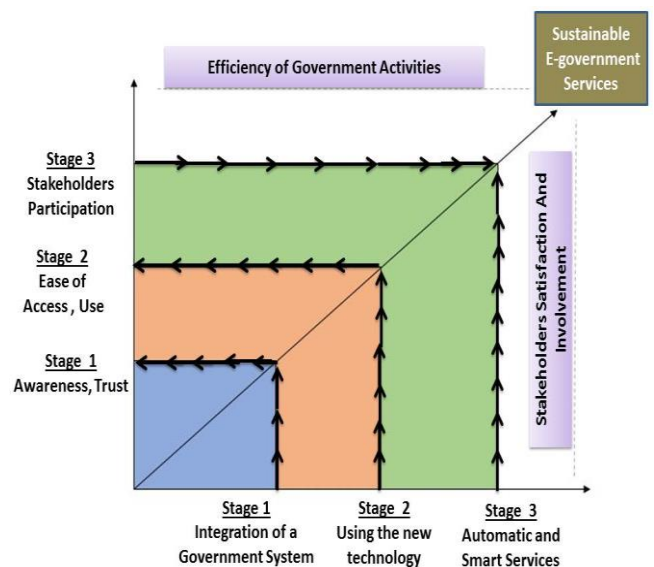 Sustainable
E-government
Services
Efficiency of Government Activities
Stage 3
Stakeholders
Participation
Stage 2
Ease of
Access , Use
Stage 1
Awareness, Trust
Stakeholders Satisfaction And
Involvement
Stage 1
Integration of a
Government System
Stage 2
Using the new
technology
Stage 3
Automatic and
Smart Services